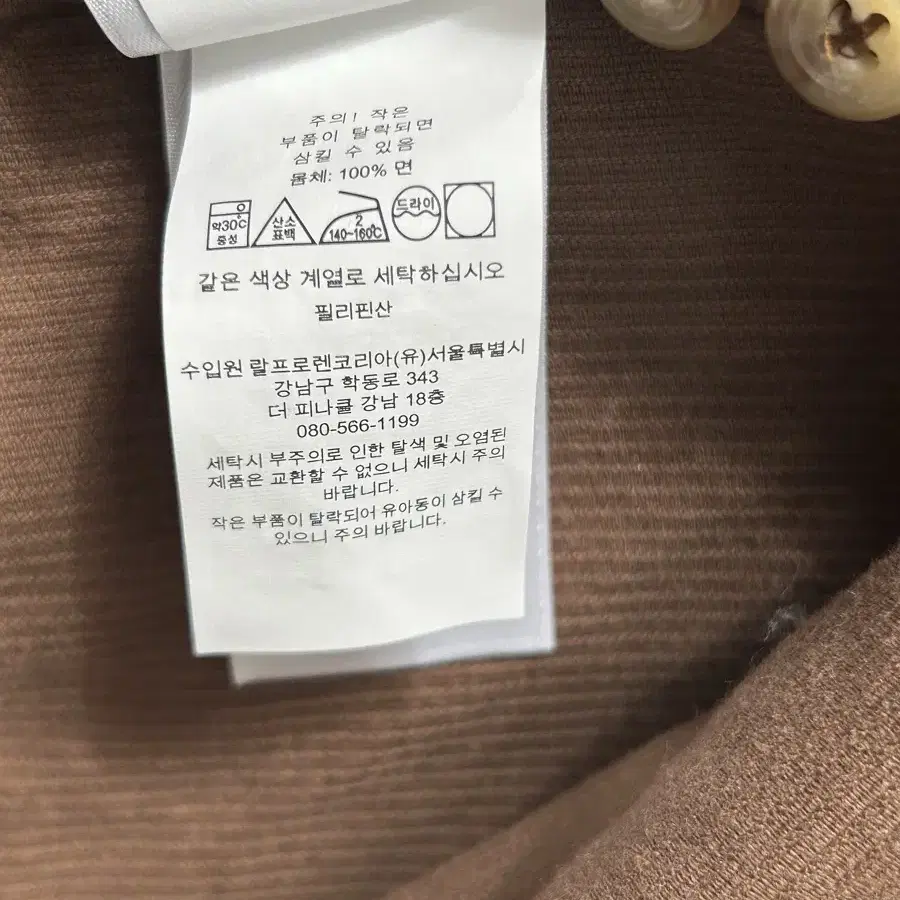 주의! 작은
부품이 탈락되면
삼킬 수 있음
몸체: 100% 면
약30℃
중성
산소
표백
2
140~160℃
드라이
같은 색상 계열로 세탁하십시오
필리핀산
수입원 랄프로렌코리아(유)서울특별시
강남구 학동로 343
더 피나클 강남 18층
080-566-1199
세탁시 부주의로 인한 탈색 및 오염된
제품은 교환할 수 없으니 세탁시 주의
바랍니다.
작은 부품이 탈락되어 유아동이 삼킬 수
있으니 주의 바랍니다.